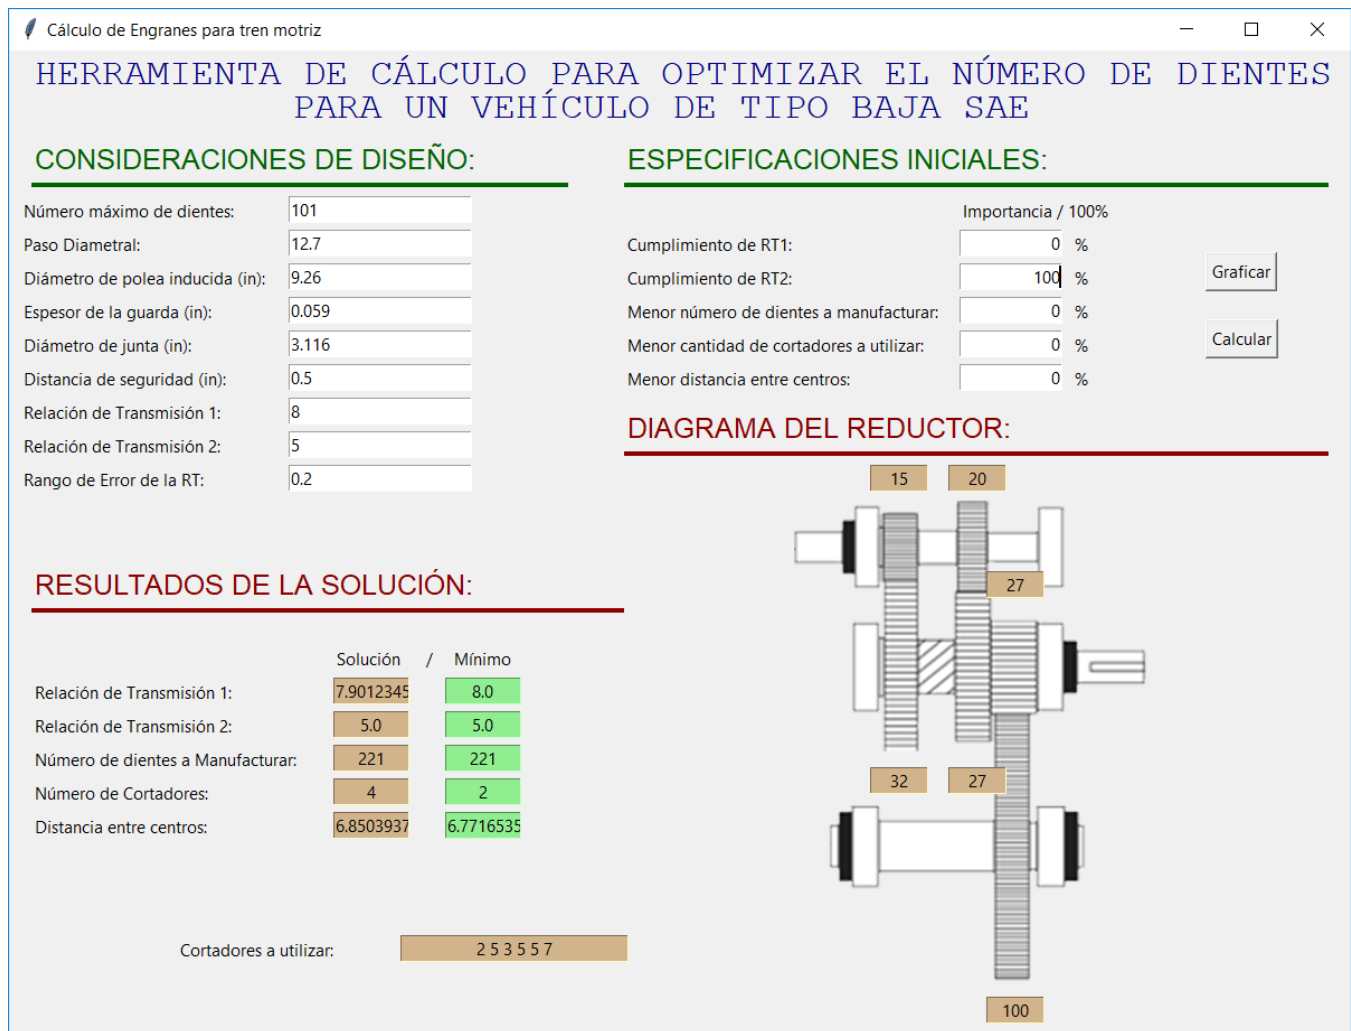 Cálculo de Engranes para tren motriz
HERRAMIENTA DE CÁLCULO PARA OPTIMIZAR EL NÚMERO DE DIENTES
PARA UN VEHÍCULO DE TIPO BAJA SAE
CONSIDERACIONES DE DISEÑO:
Número máximo de dientes: 101
Paso Diametral: 12.7
Diámetro de polea inducida (in): 9.26
Espesor de la guarda (in): 0.059
Diámetro de junta (in): 3.116
Distancia de seguridad (in): 0.5
Relación de Transmisión 1: 8
Relación de Transmisión 2: 5
Rango de Error de la RT: 0.2
ESPECIFICACIONES INICIALES:
Importancia / 100%
Cumplimiento de RT1: 0 %
Cumplimiento de RT2: 100 %
Menor número de dientes a manufacturar: 0 %
Menor cantidad de cortadores a utilizar: 0 %
Menor distancia entre centros: 0 %
Graficar
Calcular
DIAGRAMA DEL REDUCTOR:
15 20
27
32 27
100
RESULTADOS DE LA SOLUCIÓN:
Solución / Mínimo
Relación de Transmisión 1: 7.9012345 8.0
Relación de Transmisión 2: 5.0 5.0
Número de dientes a Manufacturar: 221 221
Número de Cortadores: 4 2
Distancia entre centros: 6.8503937 6.7716535
Cortadores a utilizar: 2 5 3 5 5 7